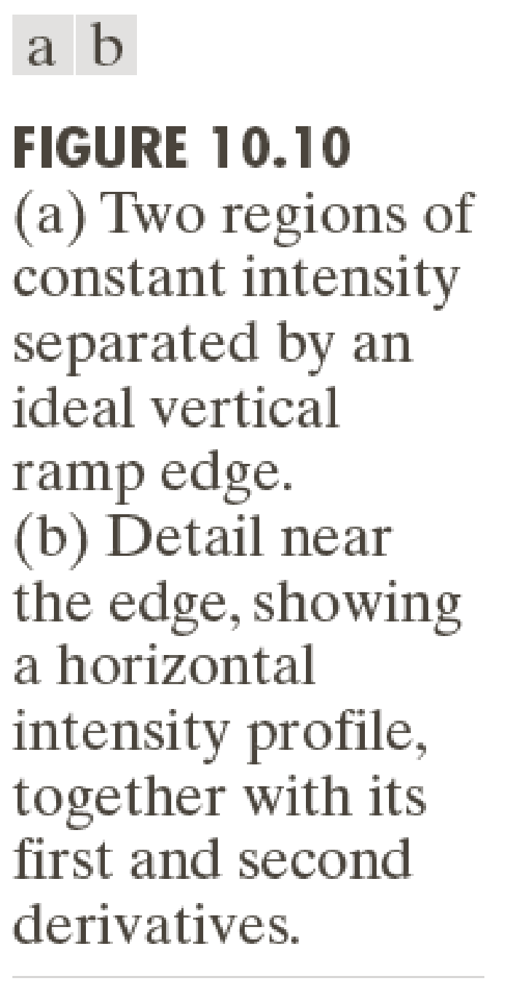 a b
FIGURE 10.10
(a) Two regions of
constant intensity
separated by an
ideal vertical
ramp edge.
(b) Detail near
the edge, showing
a horizontal
intensity profile,
together with its
first and second
derivatives.